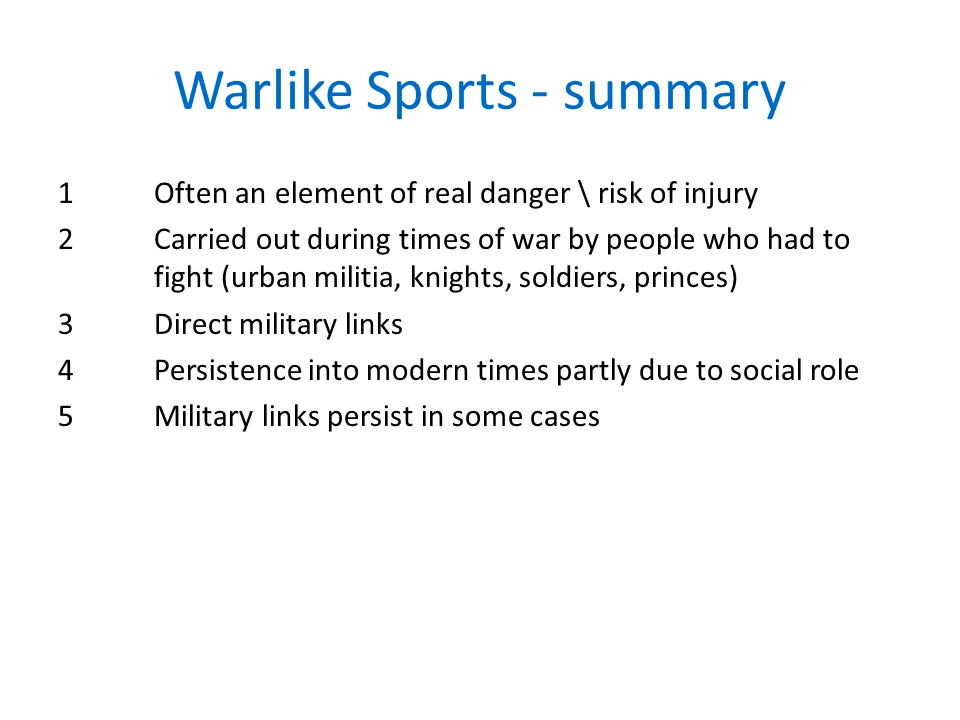 Warlike Sports - summary
1 Often an element of real danger \ risk of injury
2 Carried out during times of war by people who had to
fight (urban militia, knights, soldiers, princes)
3 Direct military links
4 Persistence into modern times partly due to social role
5 Military links persist in some cases